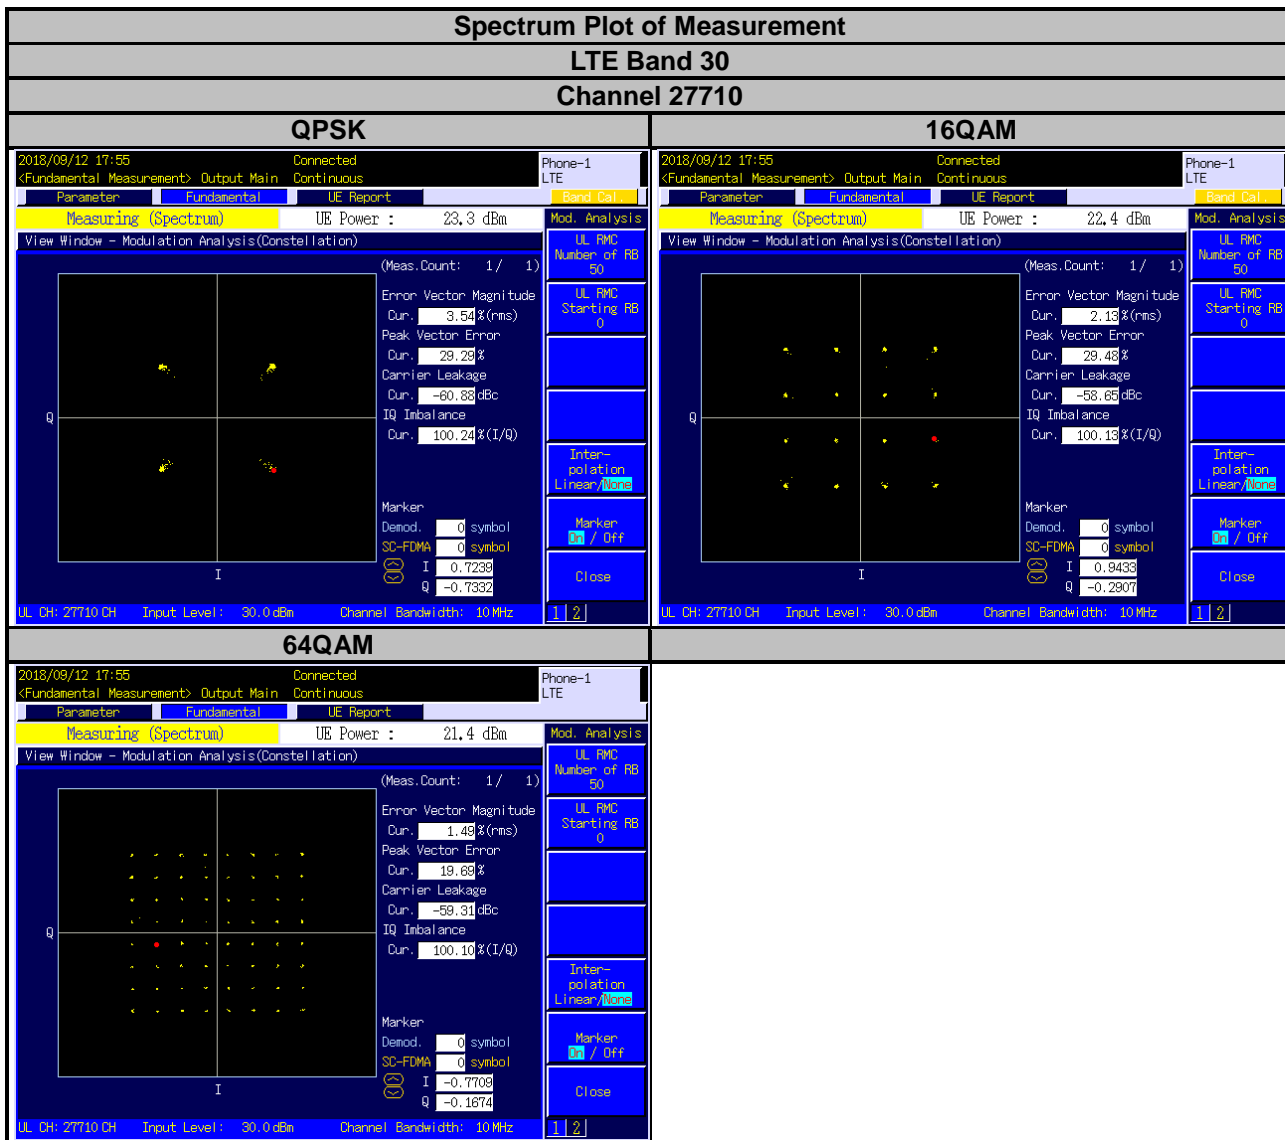 Spectrum Plot of Measurement
LTE Band 30
Channel 27710
QPSK
16QAM
2018/09/12 17:55 Connected
<Fundamental Measurement> Output Main Continuous
Phone-1
LTE
Parameter Fundamental UE Report Band Cal.
Measuring (Spectrum) UE Power : 23.3 dBm Mod. Analysis
View Window - Modulation Analysis(Constellation)
(Meas.Count: 1/ 1)
Error Vector Magnitude
Cur. 3.54 %(rms)
Peak Vector Error
Cur. 29.29 %
Carrier Leakage
Cur. -60.88 dBc
IQ Imbalance
Cur. 100.24 %(I/Q)
Marker
Demod. 0 symbol
SC-FDMA 0 symbol
I 0.7239
Q -0.7332
Q
I
UL RMC
Number of RB
50
UL RMC
Starting RB
0
Inter-
polation
Linear/None
Marker
On / Off
Close
UL CH: 27710 CH Input Level: 30.0 dBm Channel Bandwidth: 10 MHz 1 2
2018/09/12 17:55 Connected
<Fundamental Measurement> Output Main Continuous
Phone-1
LTE
Parameter Fundamental UE Report Band Cal.
Measuring (Spectrum) UE Power : 22.4 dBm Mod. Analysis
View Window - Modulation Analysis(Constellation)
(Meas.Count: 1/ 1)
Error Vector Magnitude
Cur. 2.13 %(rms)
Peak Vector Error
Cur. 29.48 %
Carrier Leakage
Cur. -58.65 dBc
IQ Imbalance
Cur. 100.13 %(I/Q)
Marker
Demod. 0 symbol
SC-FDMA 0 symbol
I 0.9433
Q -0.2907
Q
I
UL RMC
Number of RB
50
UL RMC
Starting RB
0
Inter-
polation
Linear/None
Marker
On / Off
Close
UL CH: 27710 CH Input Level: 30.0 dBm Channel Bandwidth: 10 MHz 1 2
64QAM
2018/09/12 17:55 Connected
<Fundamental Measurement> Output Main Continuous
Phone-1
LTE
Parameter Fundamental UE Report Band Cal.
Measuring (Spectrum) UE Power : 21.4 dBm Mod. Analysis
View Window - Modulation Analysis(Constellation)
(Meas.Count: 1/ 1)
Error Vector Magnitude
Cur. 1.49 %(rms)
Peak Vector Error
Cur. 19.69 %
Carrier Leakage
Cur. -59.31 dBc
IQ Imbalance
Cur. 100.10 %(I/Q)
Marker
Demod. 0 symbol
SC-FDMA 0 symbol
I -0.7709
Q -0.1674
Q
I
UL RMC
Number of RB
50
UL RMC
Starting RB
0
Inter-
polation
Linear/None
Marker
On / Off
Close
UL CH: 27710 CH Input Level: 30.0 dBm Channel Bandwidth: 10 MHz 1 2